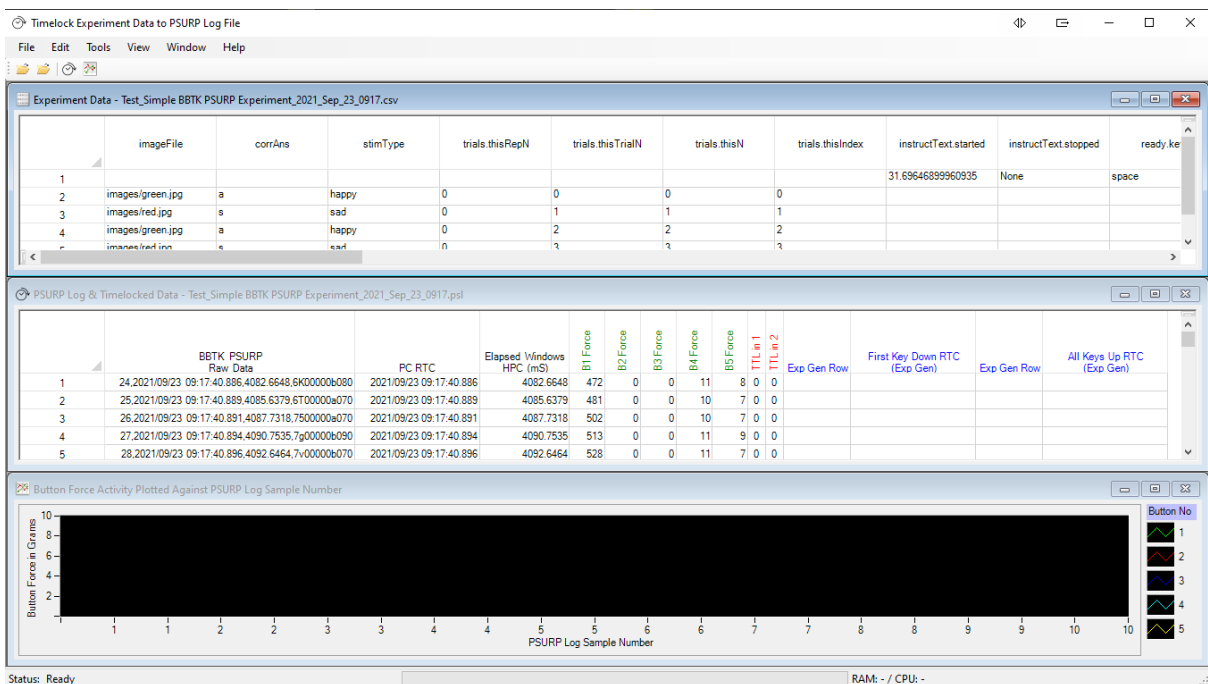 Timelock Experiment Data to PSURP Log File
File Edit Tools View Window Help
Experiment Data - Test_Simple BBTK PSURP Experiment_2021_Sep_23_0917.csv
imageFile corrAns stimType trials.thisRepN trials.thisTrialN trials.thisN trials.thisIndex instructText.started instructText.stopped ready.ke
1 31.69646899960935 None space
2 images/green.jpg a happy 0 0 0 0
3 images/red.jpg s sad 0 1 1 1
4 images/green.jpg a happy 0 2 2 2
5 images/red.jpg s sad 0 3 3 3
PSURP Log & Timelocked Data - Test_Simple BBTK PSURP Experiment_2021_Sep_23_0917.psl
BBTK PSURP Raw Data PC RTC Elapsed Windows HPC (mS) B1 Force B2 Force B3 Force B4 Force B5 Force TTL in 1 TTL in 2 Exp Gen Row First Key Down RTC (Exp Gen) Exp Gen Row All Keys Up RTC (Exp Gen)
1 24,2021/09/23 09:17:40.886,4082.6648,6K00000b080 2021/09/23 09:17:40.886 4082.6648 472 0 0 11 8 0 0
2 25,2021/09/23 09:17:40.889,4085.6379,6T00000a070 2021/09/23 09:17:40.889 4085.6379 481 0 0 10 7 0 0
3 26,2021/09/23 09:17:40.891,4087.7318,7500000a070 2021/09/23 09:17:40.891 4087.7318 502 0 0 10 7 0 0
4 27,2021/09/23 09:17:40.894,4090.7535,7g00000b090 2021/09/23 09:17:40.894 4090.7535 513 0 0 11 9 0 0
5 28,2021/09/23 09:17:40.896,4092.6464,7v00000b070 2021/09/23 09:17:40.896 4092.6464 528 0 0 11 7 0 0
Button Force Activity Plotted Against PSURP Log Sample Number
Button Force in Grams
10
8
6
4
2
1 1 2 2 3 3 4 4 5 5 6 6 7 7 8 8 9 9 10 10
PSURP Log Sample Number
Button No
1
2
3
4
5
Status: Ready RAM: - / CPU: -